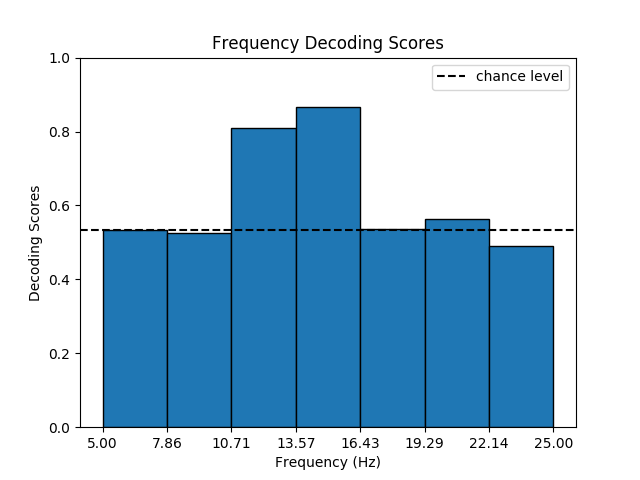 Frequency Decoding Scores
chance level
1.0
0.8
0.6
0.4
0.2
0.0
Decoding Scores
5.00 7.86 10.71 13.57 16.43 19.29 22.14 25.00
Frequency (Hz)